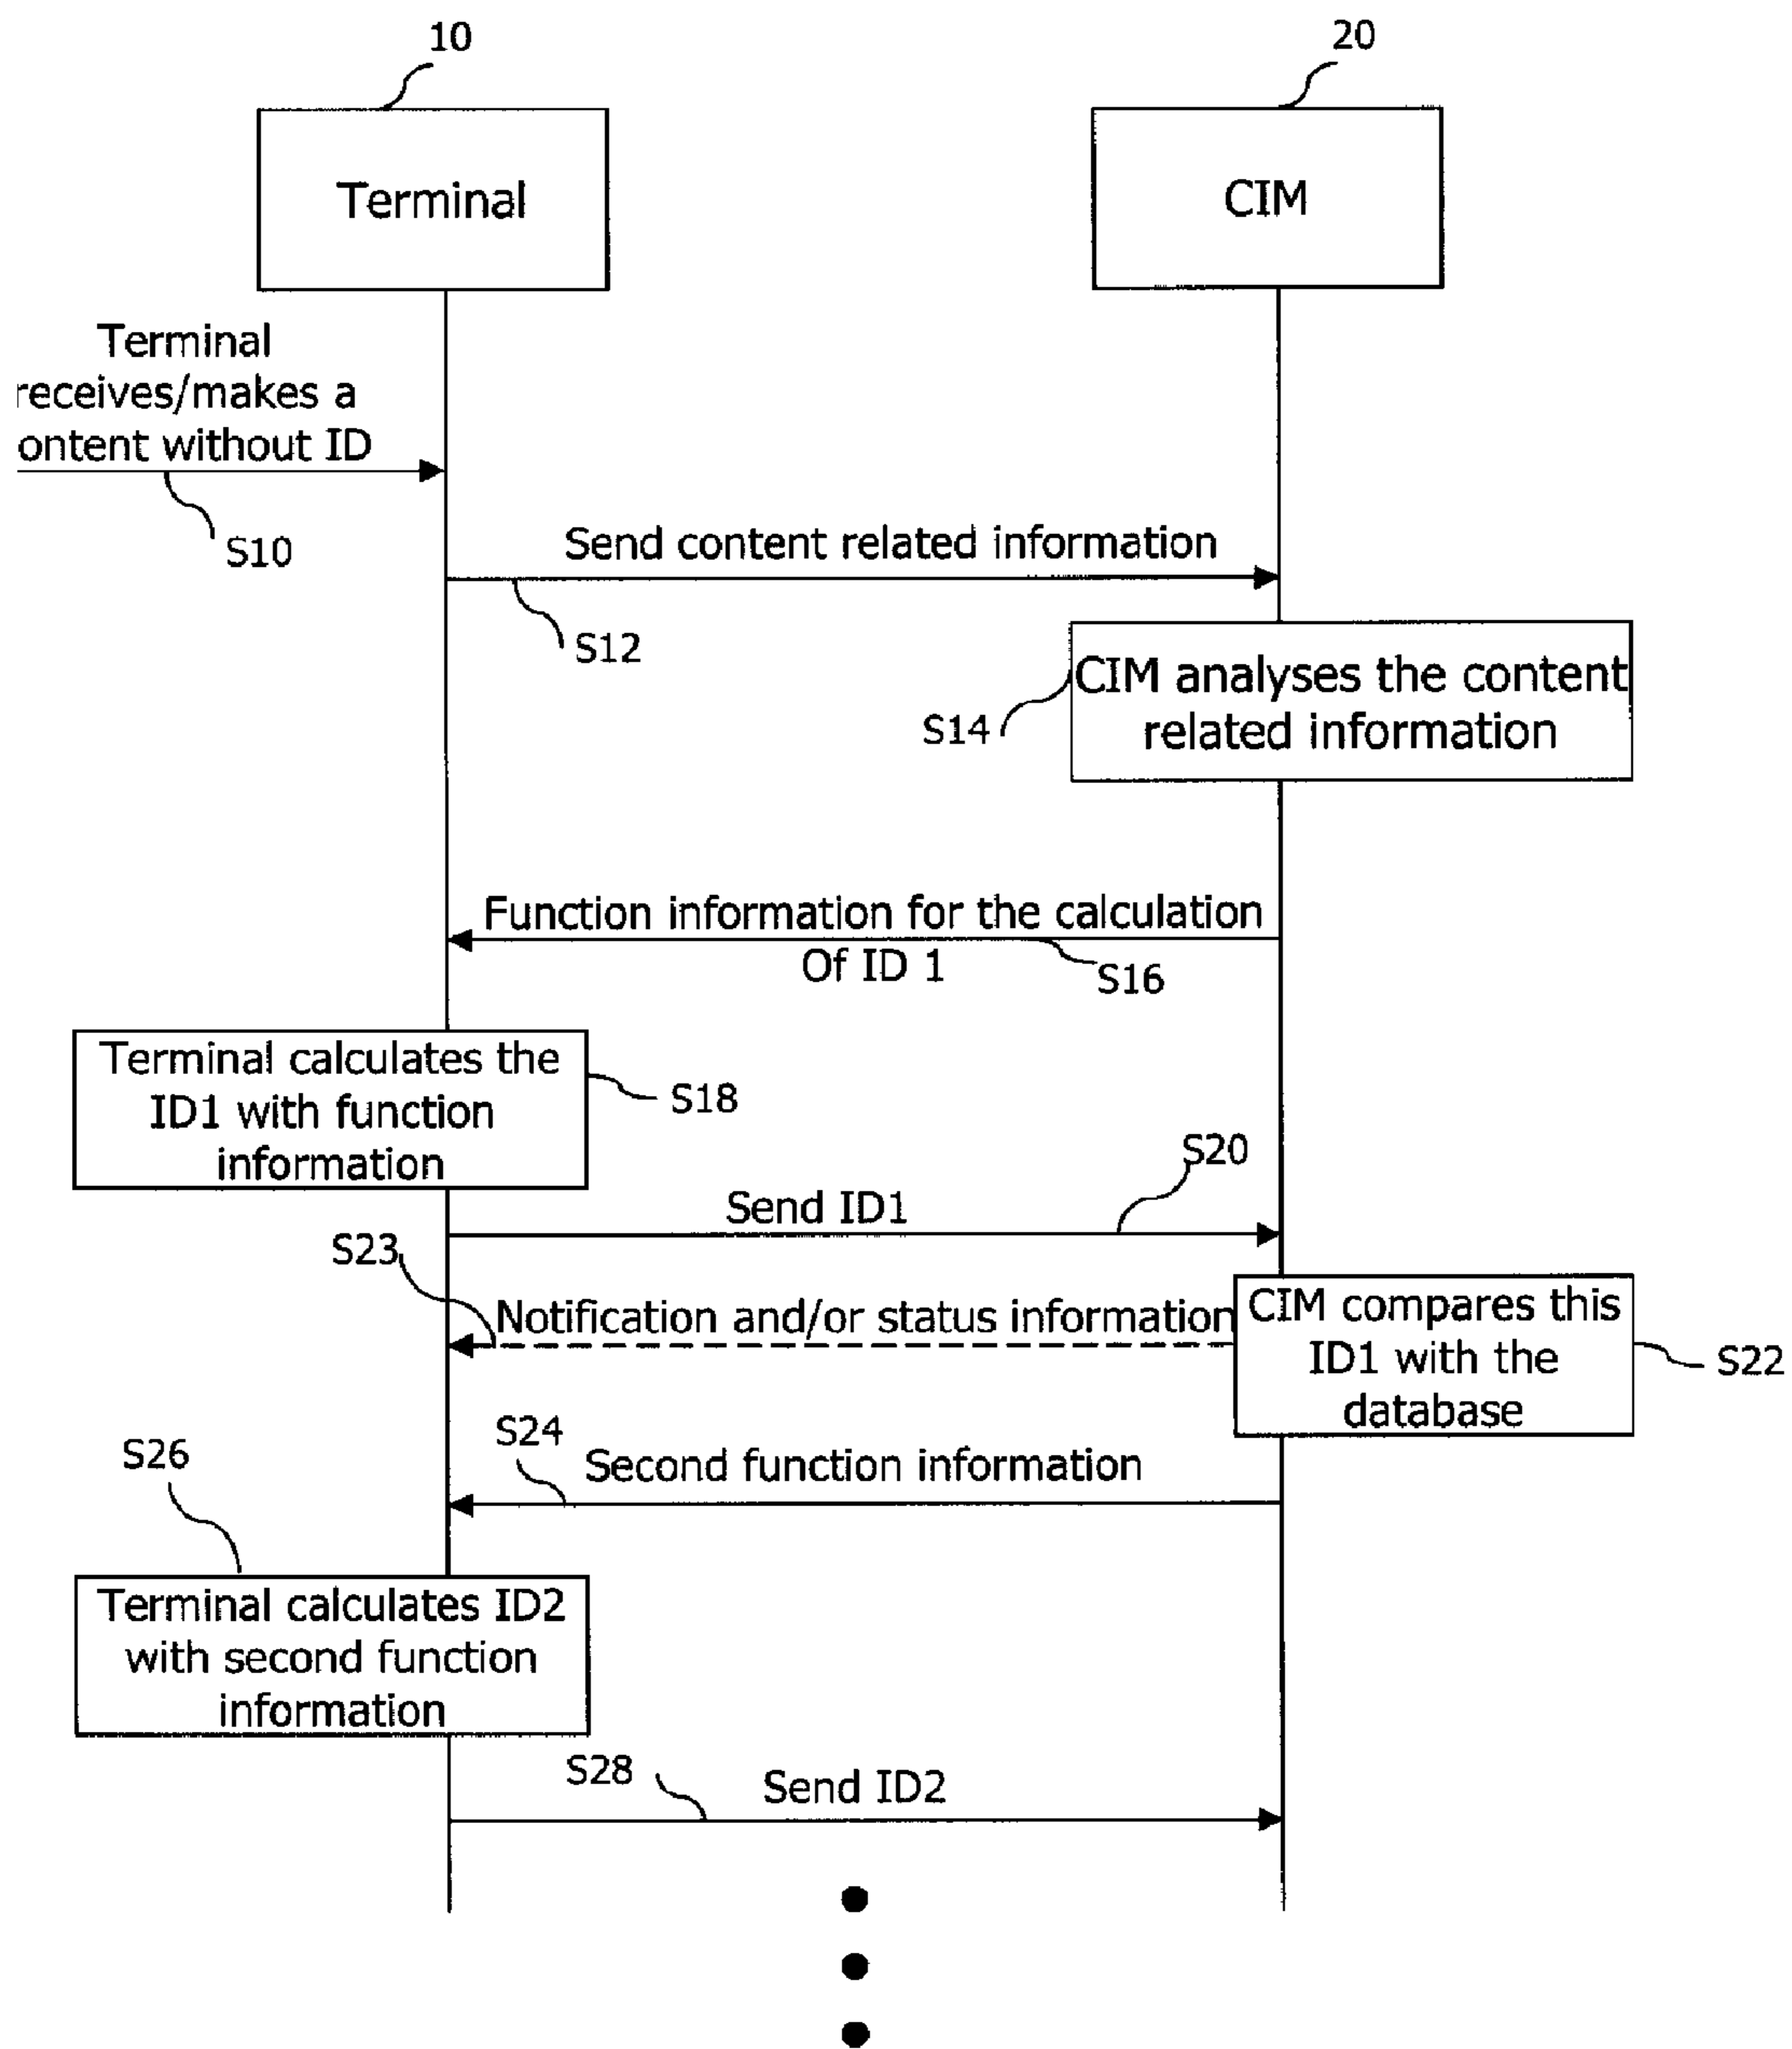 10
20
Terminal
CIM
Terminal
receives/makes a
ontent without ID
S10
Send content related information
S12
CIM analyses the content
related information
S14
Function information for the calculation
Of ID 1
S16
Terminal calculates the
ID1 with function
information
S18
S20
Send ID1
S23
Notification and/or status information
CIM compares this
ID1 with the
database
S22
S24
Second function information
S26
Terminal calculates ID2
with second function
information
S28
Send ID2